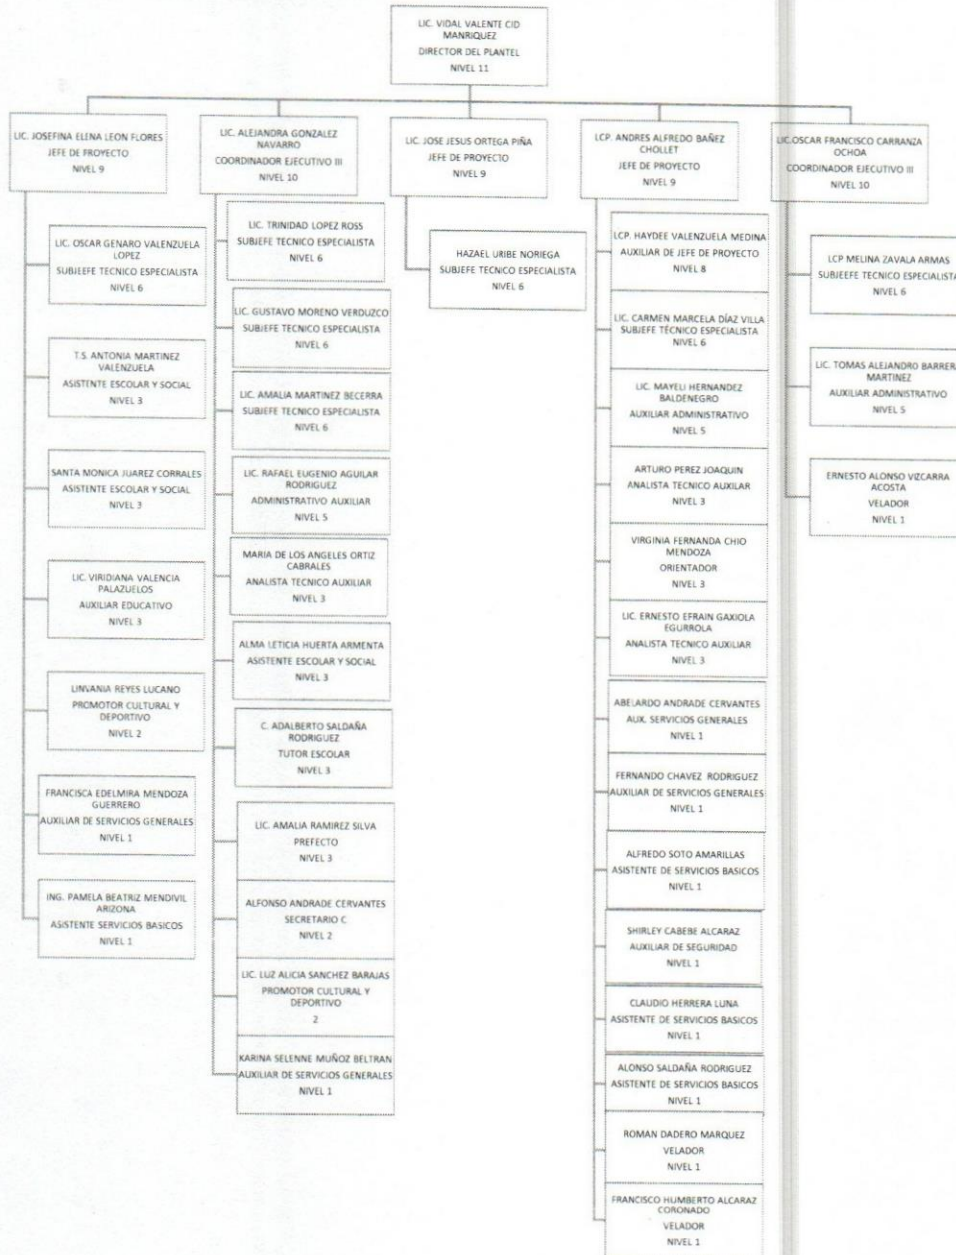 LIC. VIDAL VALENTE CID
MANRIQUEZ
DIRECTOR DEL PLANTEL
NIVEL 11
LIC. JOSEFINA ELENA LEON FLORES
JEFE DE PROYECTO
NIVEL 9
LIC. ALEJANDRA GONZALEZ
NAVARRO
COORDINADOR EJECUTIVO III
NIVEL 10
LIC. JOSE JESUS ORTEGA PIÑA
JEFE DE PROYECTO
NIVEL 9
LCP. ANDRES ALFREDO BAÑEZ
CHOLLET
JEFE DE PROYECTO
NIVEL 9
LIC.OSCAR FRANCISCO CARRANZA
OCHOA
COORDINADOR EJECUTIVO III
NIVEL 10
LIC. OSCAR GENARO VALENZUELA
LOPEZ
SUBJEEFE TECNICO ESPECIALISTA
NIVEL 6
T.S. ANTONIA MARTINEZ
VALENZUELA
ASISTENTE ESCOLAR Y SOCIAL
NIVEL 3
SANTA MONICA JUAREZ CORRALES
ASISTENTE ESCOLAR Y SOCIAL
NIVEL 3
LIC. VIRIDIANA VALENCIA
PALAZUELOS
AUXILIAR EDUCATIVO
NIVEL 3
LINVANIA REYES LUCANO
PROMOTOR CULTURAL Y
DEPORTIVO
NIVEL 2
FRANCISCA EDELMIRA MENDOZA
GUERRERO
AUXILIAR DE SERVICIOS GENERALES
NIVEL 1
ING. PAMELA BEATRIZ MENDIVIL
ARIZONA
ASISTENTE SERVICIOS BASICOS
NIVEL 1
LIC. TRINIDAD LOPEZ ROSS
SUBJEFE TECNICO ESPECIALISTA
NIVEL 6
LIC. GUSTAVO MORENO VERDUZCO
SUBJEFE TECNICO ESPECIALISTA
NIVEL 6
LIC. AMALIA MARTINEZ BECERRA
SUBJEFE TECNICO ESPECIALISTA
NIVEL 6
LIC. RAFAEL EUGENIO AGUILAR
RODRIGUEZ
ADMINISTRATIVO AUXILIAR
NIVEL 5
MARIA DE LOS ANGELES ORTIZ
CABRALES
ANALISTA TECNICO AUXILIAR
NIVEL 3
ALMA LETICIA HUERTA ARMENTA
ASISTENTE ESCOLAR Y SOCIAL
NIVEL 3
C. ADALBERTO SALDAÑA
RODRIGUEZ
TUTOR ESCOLAR
NIVEL 3
LIC. AMALIA RAMIREZ SILVA
PREFECTO
NIVEL 3
ALFONSO ANDRADE CERVANTES
SECRETARIO C
NIVEL 2
LIC. LUZ ALICIA SANCHEZ BARAJAS
PROMOTOR CULTURAL Y
DEPORTIVO
2
KARINA SELENNE MUÑOZ BELTRAN
AUXILIAR DE SERVICIOS GENERALES
NIVEL 1
HAZAEL URIBE NORIEGA
SUBJEFE TECNICO ESPECIALISTA
NIVEL 6
LCP. HAYDEE VALENZUELA MEDINA
AUXILIAR DE JEFE DE PROYECTO
NIVEL 8
LIC. CARMEN MARCELA DÍAZ VILLA
SUBJEFE TÉCNICO ESPECIALISTA
NIVEL 6
LIC. MAYELI HERNANDEZ
BALDENEGRO
AUXILIAR ADMINISTRATIVO
NIVEL 5
ARTURO PEREZ JOAQUIN
ANALISTA TECNICO AUXILAR
NIVEL 3
VIRGINIA FERNANDA CHIO
MENDOZA
ORIENTADOR
NIVEL 3
LIC. ERNESTO EFRAIN GAXIOLA
EGURROLA
ANALISTA TECNICO AUXILIAR
NIVEL 3
ABELARDO ANDRADE CERVANTES
AUX. SERVICIOS GENERALES
NIVEL 1
FERNANDO CHAVEZ RODRIGUEZ
AUXILIAR DE SERVICIOS GENERALES
NIVEL 1
ALFREDO SOTO AMARILLAS
ASISTENTE DE SERVICIOS BASICOS
NIVEL 1
SHIRLEY CABEBE ALCARAZ
AUXILIAR DE SEGURIDAD
NIVEL 1
CLAUDIO HERRERA LUNA
ASISTENTE DE SERVICIOS BASICOS
NIVEL 1
ALONSO SALDAÑA RODRIGUEZ
ASISTENTE DE SERVICIOS BASICOS
NIVEL 1
ROMAN DADERO MARQUEZ
VELADOR
NIVEL 1
FRANCISCO HUMBERTO ALCARAZ
CORONADO
VELADOR
NIVEL 1
LCP MELINA ZAVALA ARMAS
SUBJEEFE TECNICO ESPECIALISTA
NIVEL 6
LIC. TOMAS ALEJANDRO BARRERA
MARTINEZ
AUXILIAR ADMINISTRATIVO
NIVEL 5
ERNESTO ALONSO VIZCARRA
ACOSTA
VELADOR
NIVEL 1